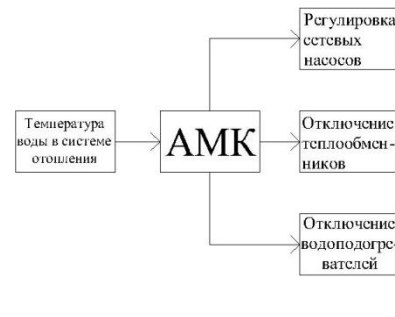 Регулировка
сетевых
насосов
Температура
воды в системе
отопления
АМК
Отключение
теплообмен-
ников
Отключение
водоподогре-
вателей